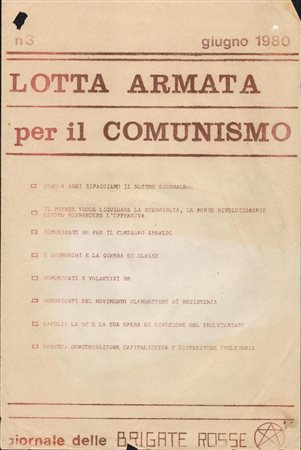 n3 giugno 1980
LOTTA ARMATA
per il COMUNISMO
DOPO 4 ANNI RIFACCIAMO IL NOSTRO GIORNALE
IL POTERE VUOLE LIQUIDARE LA GUERRIGLIA, LE FORZE RIVOLUZIONARIE
L'OFFENSIVA
COMUNICATI BR PER IL COMPAGNO ARNALDI
I DISONESTI E LA GUERRA DI CLASSE
COMUNICATI E VOLANTINI BR
COMUNICATI DEL MOVIMENTO CLANDESTINO DI RESISTENZA
NAPOLI: LA DC E LA SUA OPERA DI DIVISIONE DEL PROLETARIATO
VENETO: CONCENTRAZIONE CAPITALISTICA E DISPERSIONE PROLETARIA
giornale delle BRIGATE ROSSE